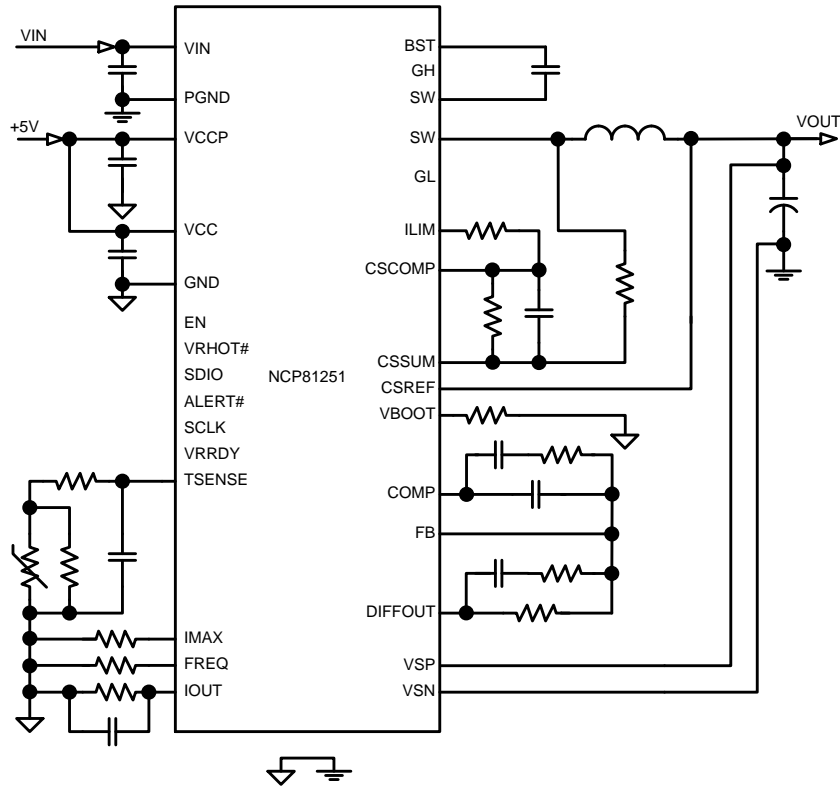 VIN
+5V
VIN
PGND
VCCP
VCC
GND
EN
VRHOT#
SDIO
ALERT#
SCLK
VRRDY
TSENSE
IMAX
FREQ
IOUT
NCP81251
BST
GH
SW
SW
GL
ILIM
CSCOMP
CSSUM
CSREF
VBOOT
COMP
FB
DIFFOUT
VSP
VSN
VOUT